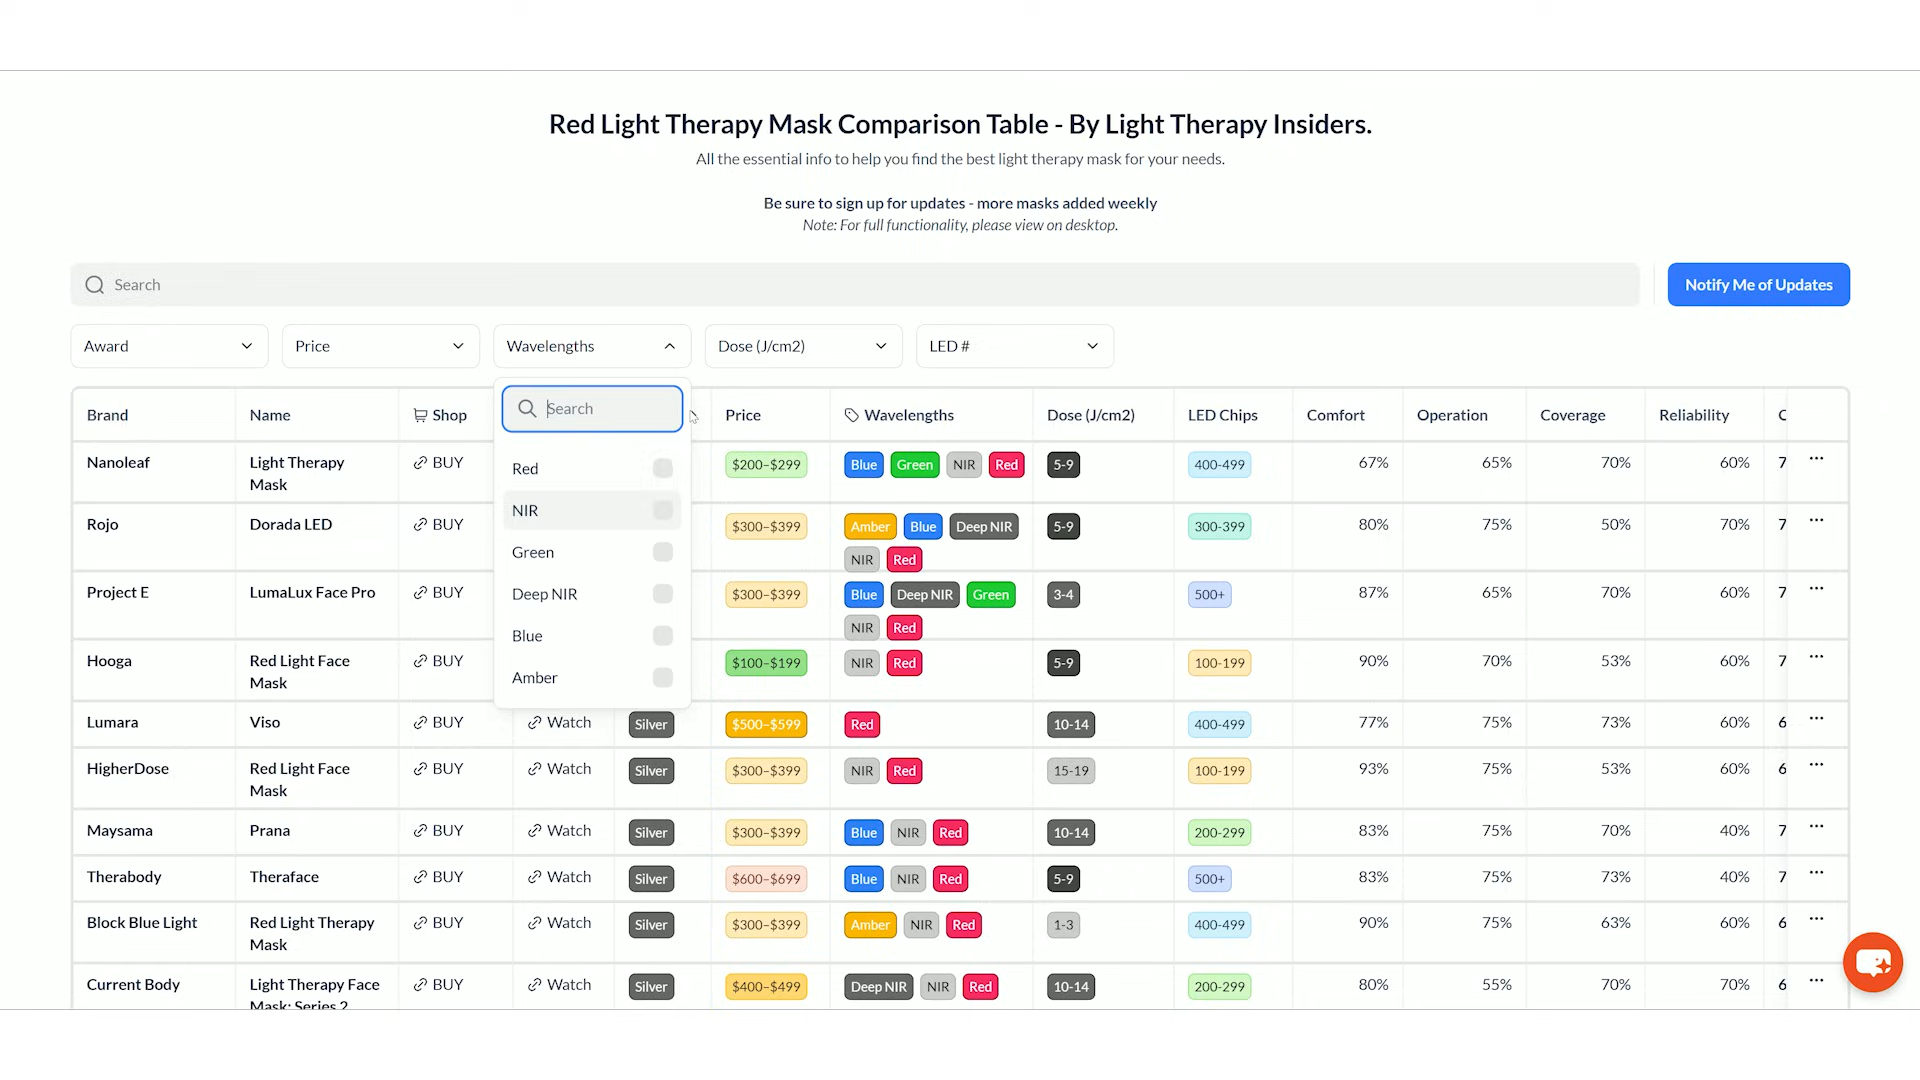 Red Light Therapy Mask Comparison Table - By Light Therapy Insiders.
All the essential info to help you find the best light therapy mask for your needs.
Be sure to sign up for updates - more masks added weekly
Note: For full functionality, please view on desktop.
Search
Notify Me of Updates
Award
Price
Wavelengths
Dose (J/cm2)
LED #
Search
Red
NIR
Green
Deep NIR
Blue
Amber
Brand Name Shop Price Wavelengths Dose (J/cm2) LED Chips Comfort Operation Coverage Reliability
Nanoleaf Light Therapy BUY $200–$299 Blue Green NIR Red 5-9 400-499 67% 65% 70% 60% 7 ...
Mask
Rojo Dorada LED BUY $300–$399 Amber Blue Deep NIR 5-9 300-399 80% 75% 50% 70% 7 ...
NIR Red
Project E LumaLux Face Pro BUY $300–$399 Blue Deep NIR Green 3-4 500+ 87% 65% 70% 60% 7 ...
NIR Red
Hooga Red Light Face BUY $100–$199 NIR Red 5-9 100-199 90% 70% 53% 60% 7 ...
Mask
Lumara Viso BUY Watch Silver $500–$599 Red 10-14 400-499 77% 75% 73% 60% 6 ...
HigherDose Red Light Face BUY Watch Silver $300–$399 NIR Red 15-19 100-199 93% 75% 53% 60% 6 ...
Mask
Maysama Prana BUY Watch Silver $300–$399 Blue NIR Red 10-14 200-299 83% 75% 70% 40% 7 ...
Therabody Theraface BUY Watch Silver $600–$699 Blue NIR Red 5-9 500+ 83% 75% 73% 40% 7 ...
Block Blue Light Red Light Therapy BUY Watch Silver $300–$399 Amber NIR Red 1-3 400-499 90% 75% 63% 60% 6 ...
Mask
Current Body Light Therapy Face BUY Watch Silver $400–$499 Deep NIR NIR Red 10-14 200-299 80% 55% 70% 70% 6 ...
Mask: Series 2